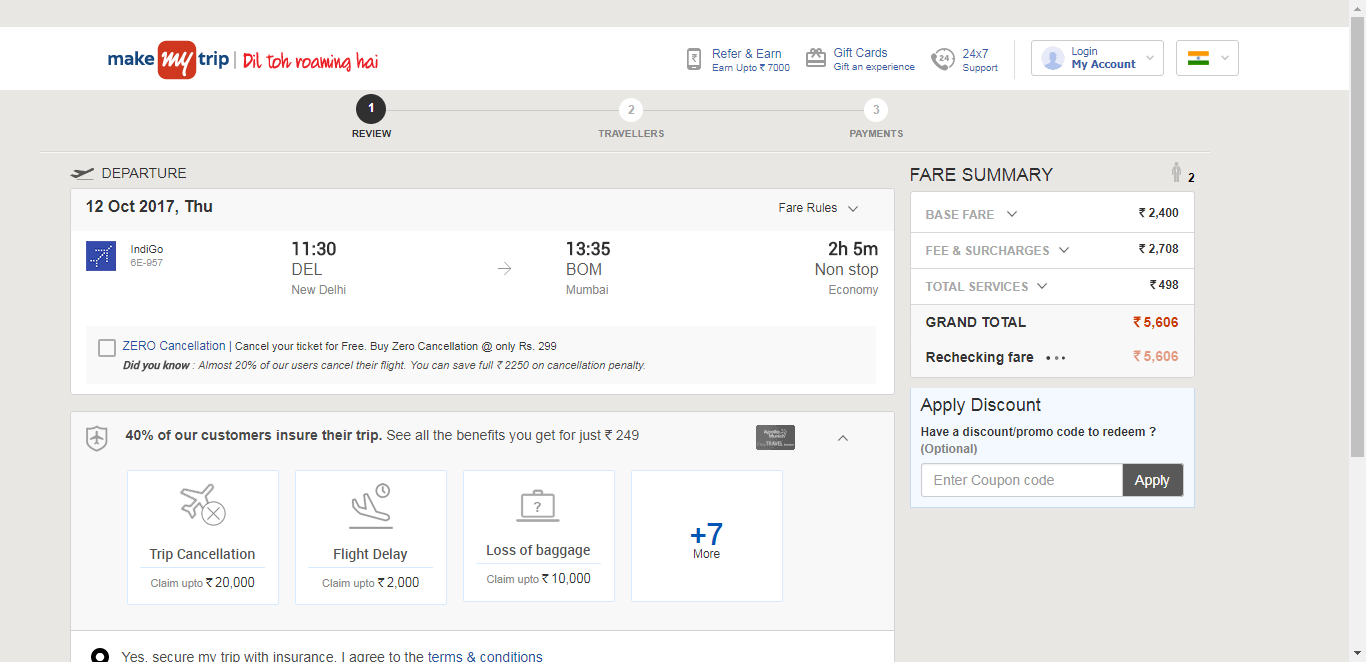 make my trip | Dil toh roaming hai
Refer & Earn
Earn Upto ₹ 7000
Gift Cards
Gift an experience
24
24x7
Support
Login
My Account
1
REVIEW
2
TRAVELLERS
3
PAYMENTS
DEPARTURE
12 Oct 2017, Thu
Fare Rules
IndiGo
6E-957
11:30
DEL
New Delhi
13:35
BOM
Mumbai
2h 5m
Non stop
Economy
ZERO Cancellation | Cancel your ticket for Free. Buy Zero Cancellation @ only Rs. 299
Did you know : Almost 20% of our users cancel their flight. You can save full ₹ 2250 on cancellation penalty.
40% of our customers insure their trip. See all the benefits you get for just ₹ 249
Trip Cancellation
Claim upto ₹ 20,000
Flight Delay
Claim upto ₹ 2,000
?
Loss of baggage
Claim upto ₹ 10,000
+7
More
Yes, secure my trip with insurance. I agree to the terms & conditions
FARE SUMMARY
2
BASE FARE ₹ 2,400
FEE & SURCHARGES ₹ 2,708
TOTAL SERVICES ₹ 498
GRAND TOTAL ₹ 5,606
Rechecking fare ••• ₹ 5,606
Apply Discount
Have a discount/promo code to redeem ?
(Optional)
Enter Coupon code
Apply